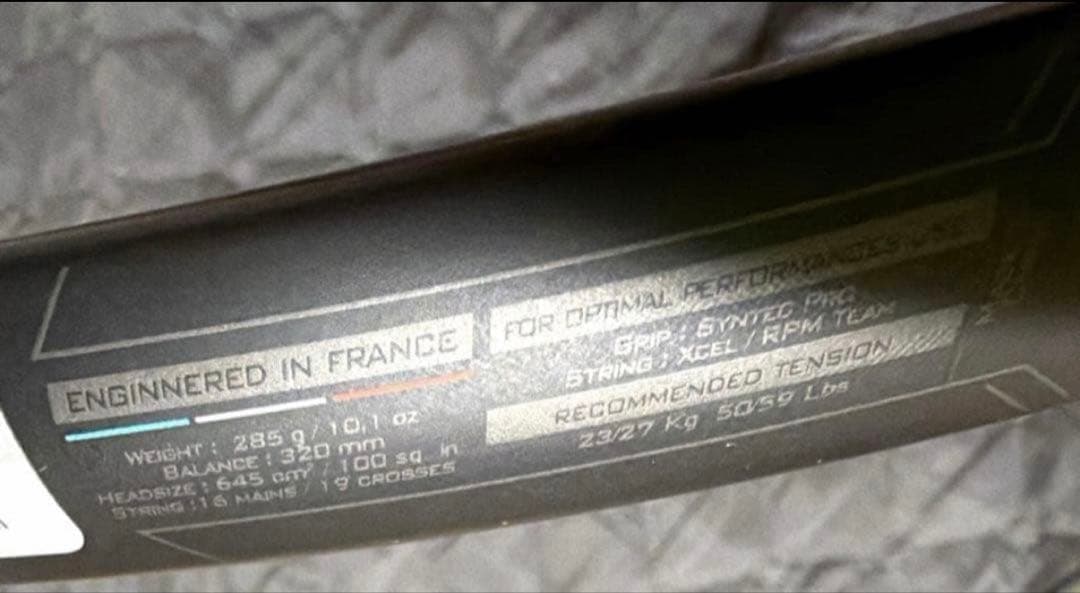 ENGINNERED IN FRANCE
WEIGHT : 285 g / 10,1 oz
BALANCE : 320 mm
HEADSIZE : 645 cm² / 100 sq in
STRING : 16 MAINS / 19 CROSSES
FOR OPTIMAL PERFORMANCES USE
GRIP : SYNTEC PRO
STRING : XCEL / RPM TEAM
RECOMMENDED TENSION
23/27 Kg 50/59 Lbs